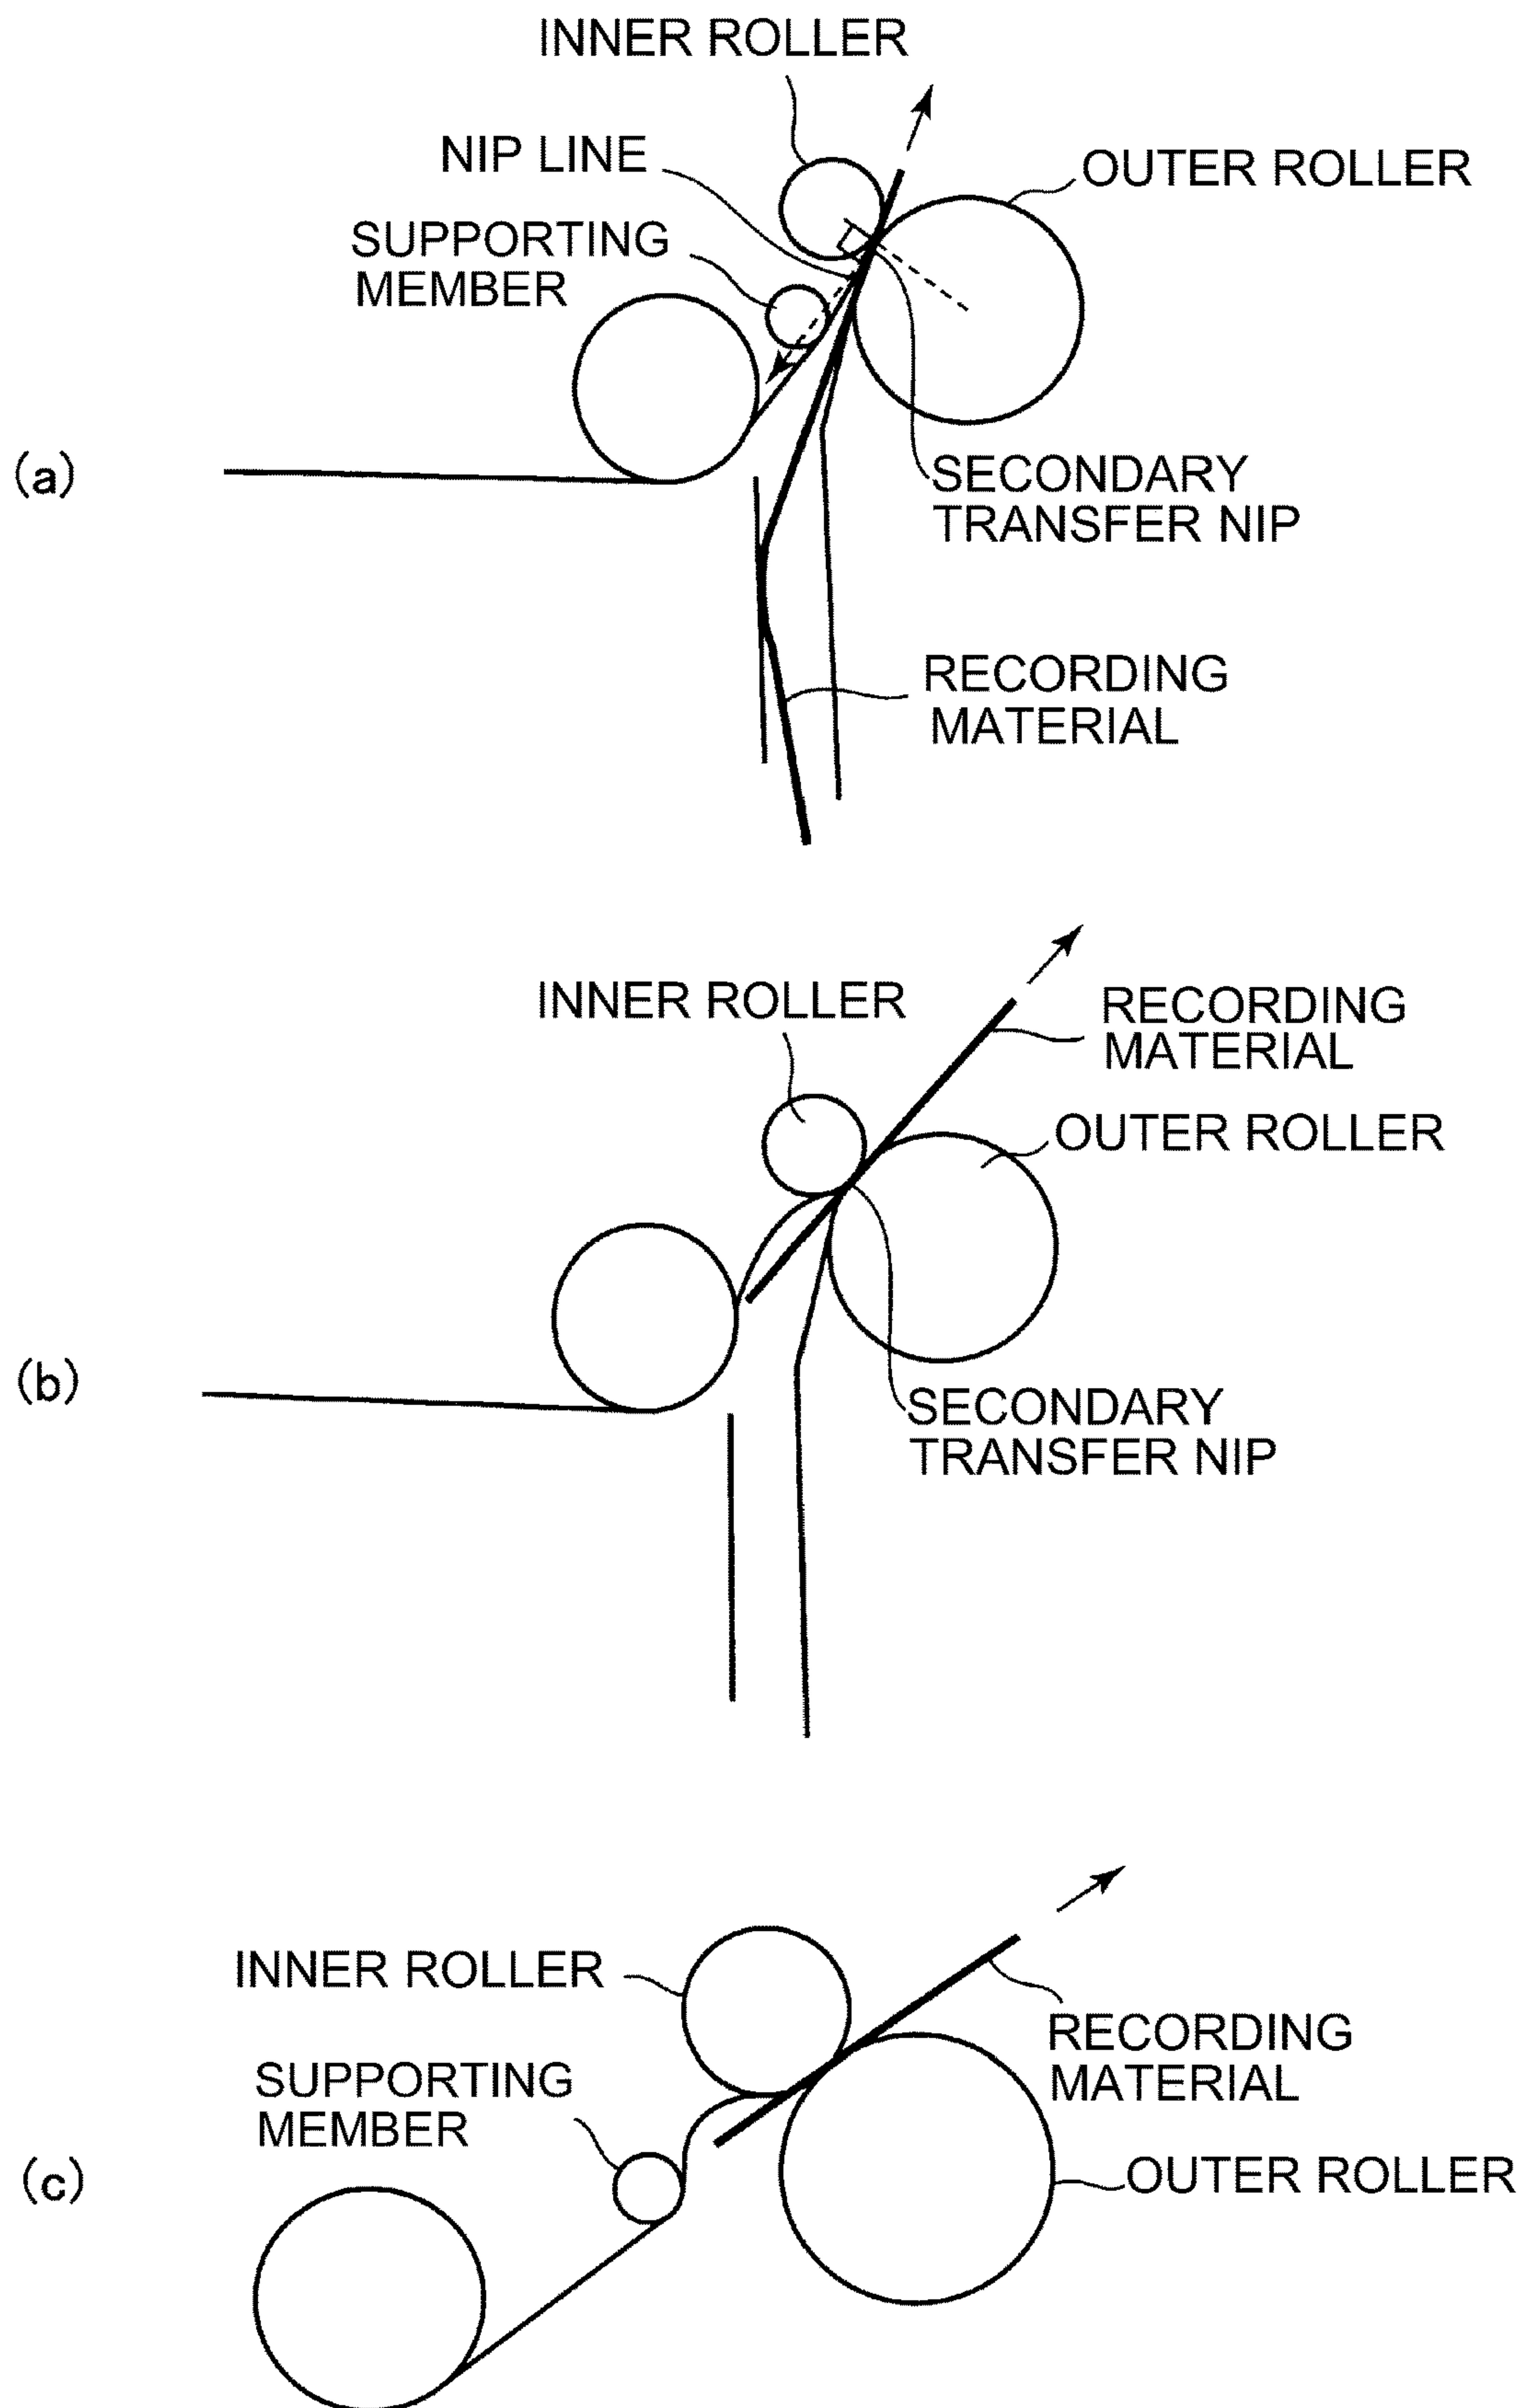 INNER ROLLER
NIP LINE
OUTER ROLLER
SUPPORTING
MEMBER
(a)
SECONDARY
TRANSFER NIP
RECORDING
MATERIAL
INNER ROLLER
RECORDING
MATERIAL
OUTER ROLLER
(b)
SECONDARY
TRANSFER NIP
INNER ROLLER
RECORDING
MATERIAL
SUPPORTING
MEMBER
(c)
OUTER ROLLER